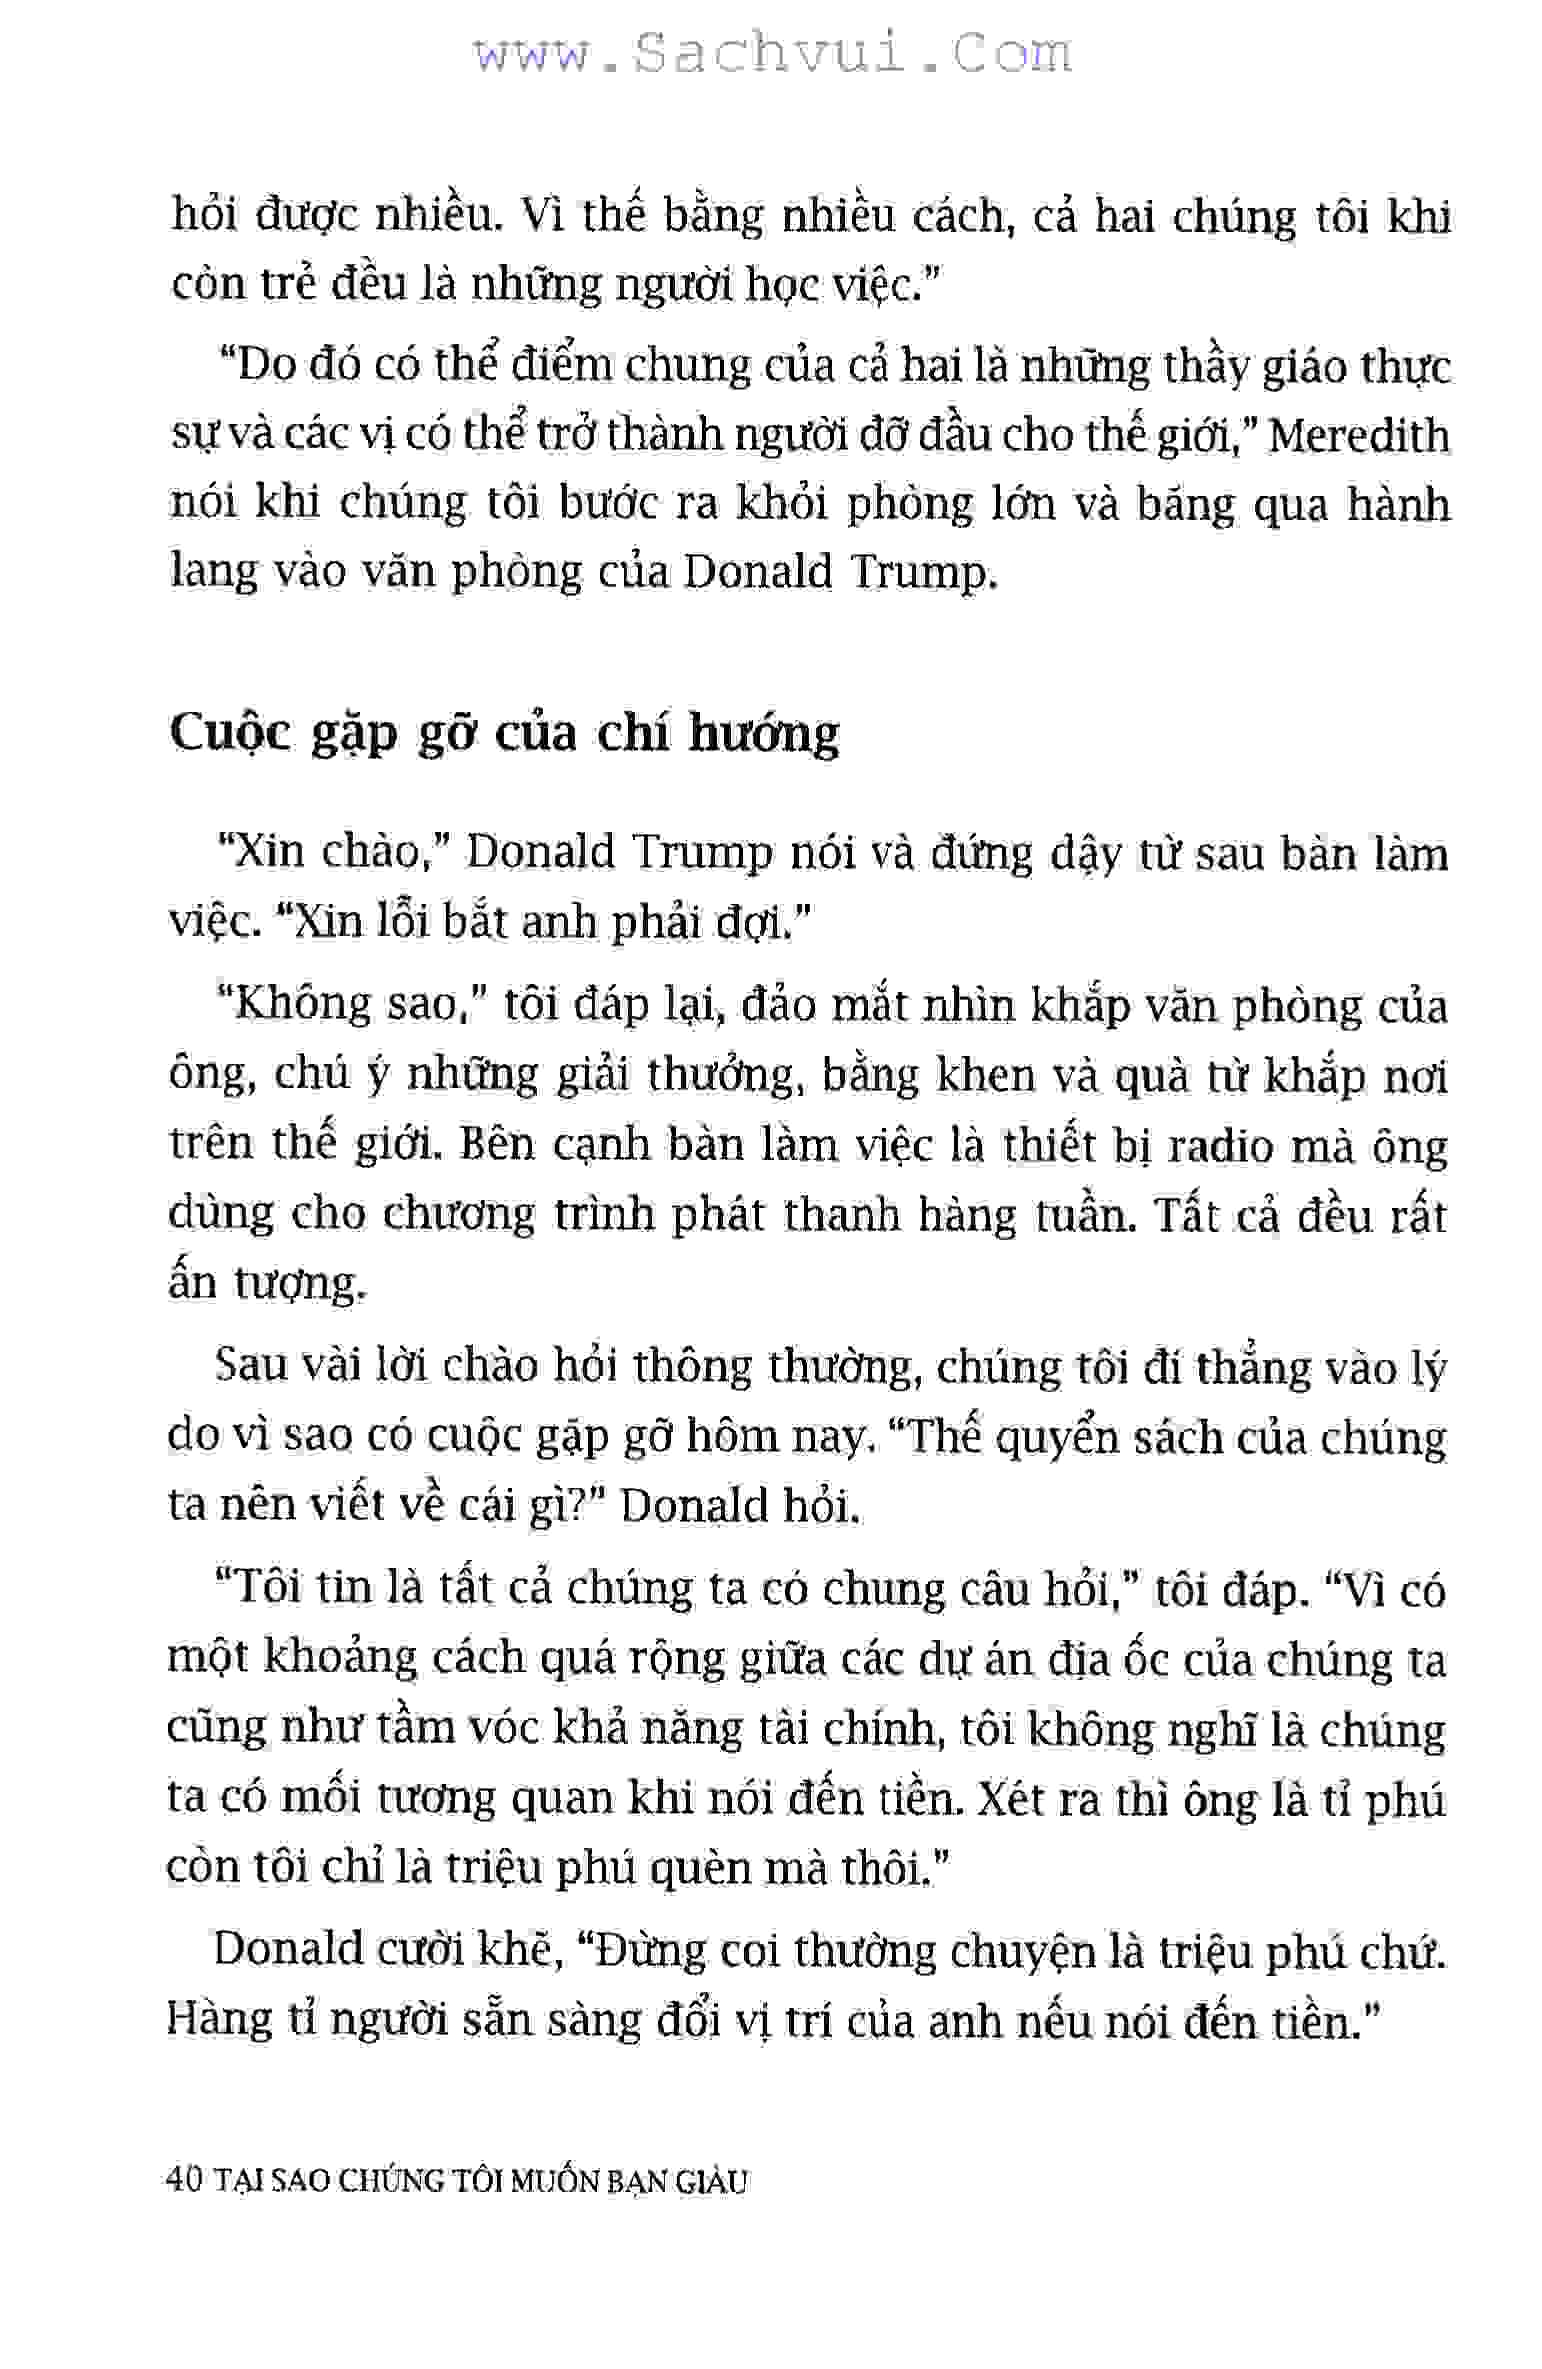 www.Sachvui.Com
hỏi được nhiều. Vì thế bằng nhiều cách, cả hai chúng tôi khi
còn trẻ đều là những người học việc.”
“Do đó có thể điểm chung của cả hai là những thầy giáo thực
sự và các vị có thể trở thành người đỡ đầu cho thế giới,” Meredith
nói khi chúng tôi bước ra khỏi phòng lớn và băng qua hành
lang vào văn phòng của Donald Trump.
Cuộc gặp gỡ của chí hướng
“Xin chào,” Donald Trump nói và đứng dậy từ sau bàn làm
việc. “Xin lỗi bắt anh phải đợi.”
“Không sao,” tôi đáp lại, đảo mắt nhìn khắp văn phòng của
ông, chú ý những giải thưởng, bằng khen và quà từ khắp nơi
trên thế giới. Bên cạnh bàn làm việc là thiết bị radio mà ông
dùng cho chương trình phát thanh hàng tuần. Tất cả đều rất
ấn tượng.
Sau vài lời chào hỏi thông thường, chúng tôi đi thẳng vào lý
do vì sao có cuộc gặp gỡ hôm nay. “Thế quyển sách của chúng
ta nên viết về cái gì?” Donald hỏi.
“Tôi tin là tất cả chúng ta có chung câu hỏi,” tôi đáp. “Vì có
một khoảng cách quá rộng giữa các dự án địa ốc của chúng ta
cũng như tầm vóc khả năng tài chính, tôi không nghĩ là chúng
ta có mối tương quan khi nói đến tiền. Xét ra thì ông là tỉ phú
còn tôi chỉ là triệu phú quèn mà thôi.”
Donald cười khẽ, “Đừng coi thường chuyện là triệu phú chứ.
Hàng tỉ người sẵn sàng đổi vị trí của anh nếu nói đến tiền.”
40 TẠI SAO CHÚNG TÔI MUỐN BẠN GIÀU